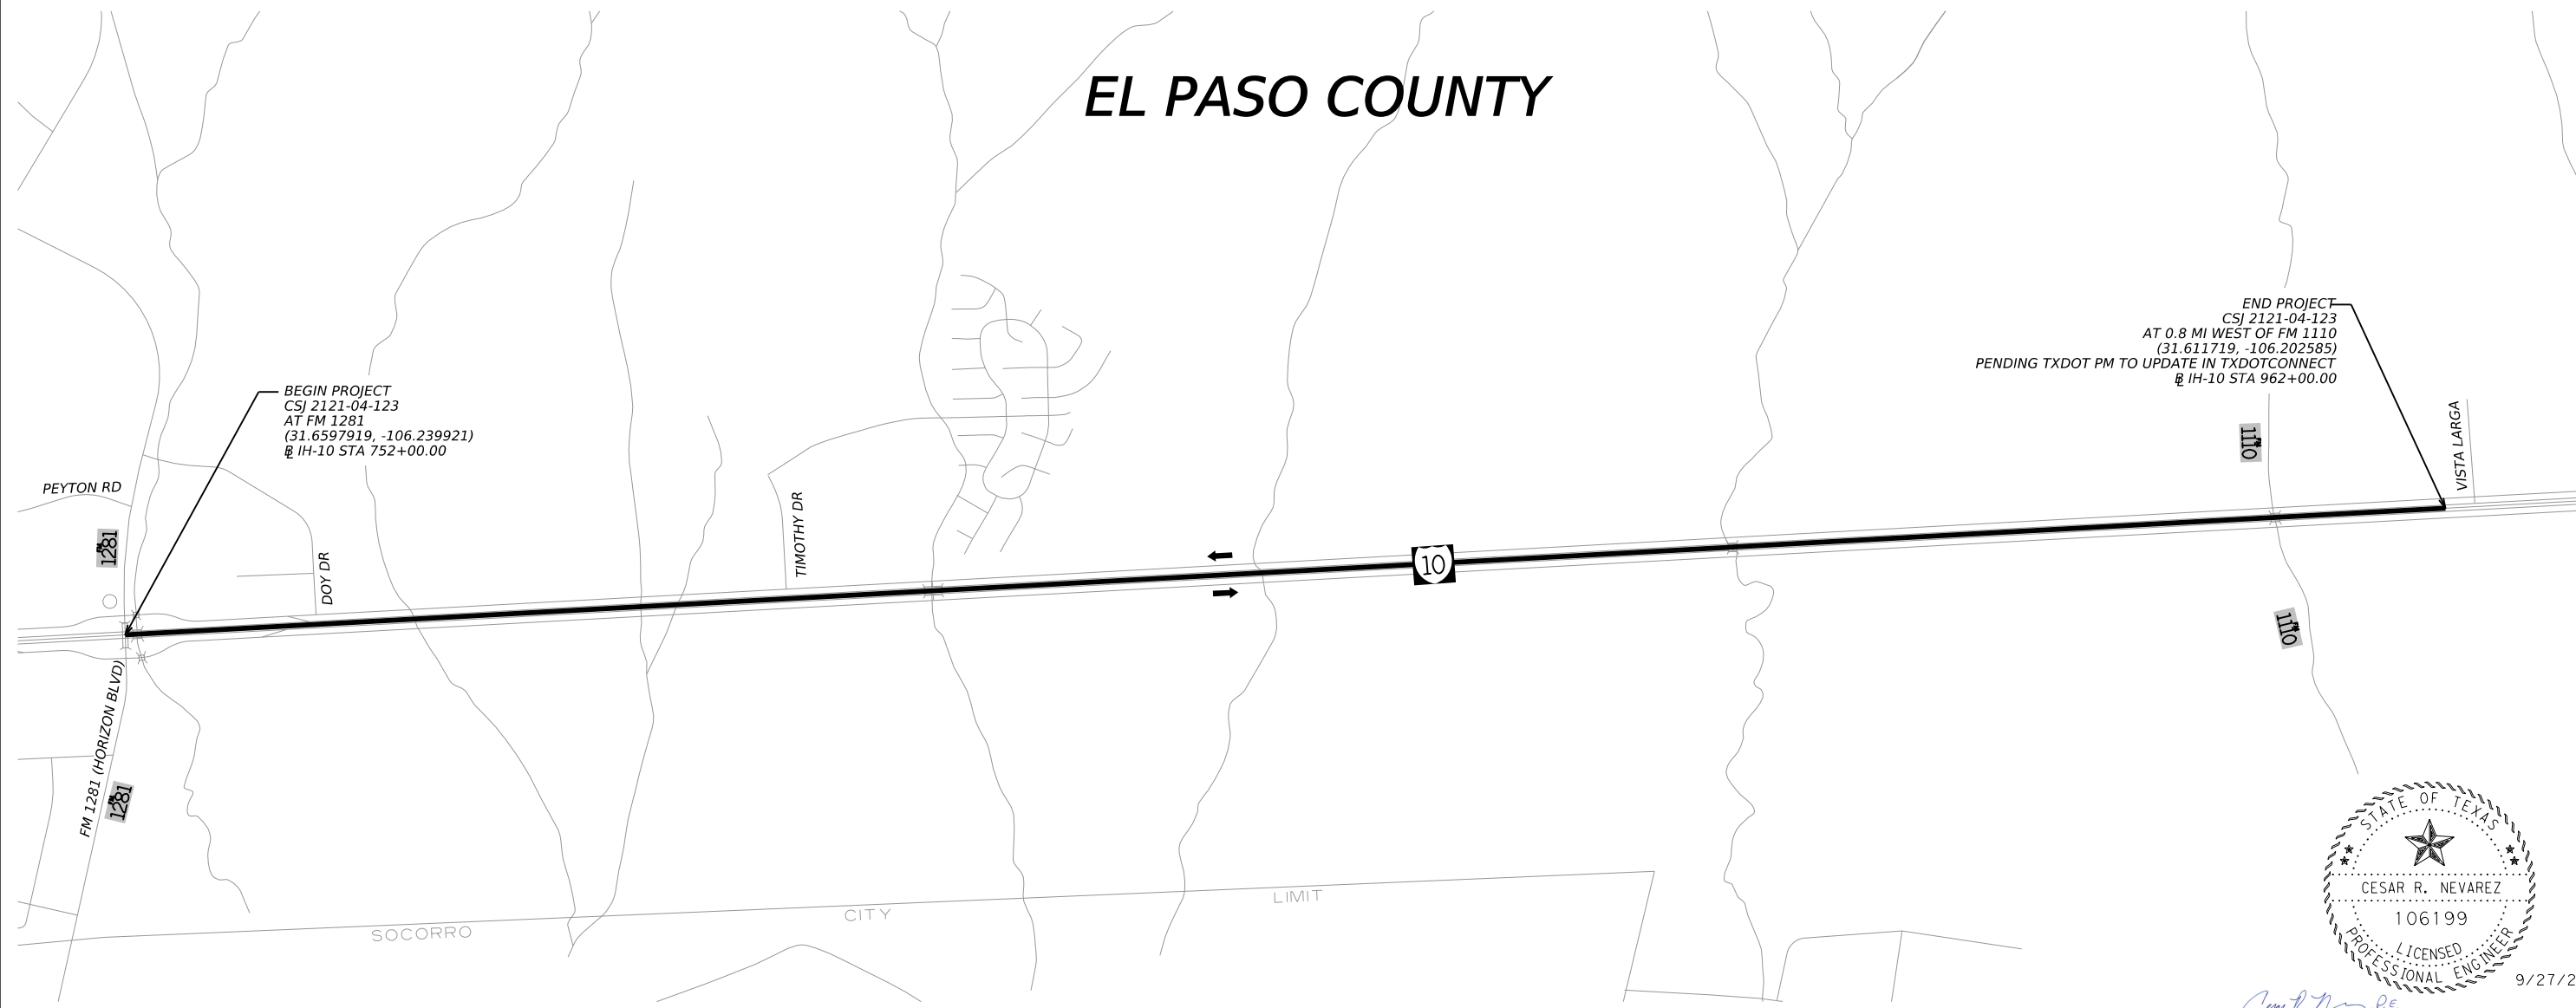 EL PASO COUNTY
END PROJECT
CSJ 2121-04-123
AT 0.8 MI WEST OF FM 1110
(31.611719, -106.202585)
PENDING TXDOT PM TO UPDATE IN TXDOTCONNECT
℄ IH-10 STA 962+00.00
BEGIN PROJECT
CSJ 2121-04-123
AT FM 1281
(31.6597919, -106.239921)
℄ IH-10 STA 752+00.00
PEYTON RD
1281
DOY DR
TIMOTHY DR
10
1110
VISTA LARGA
1110
FM 1281 (HORIZON BLVD)
1281
SOCORRO CITY LIMIT
STATE OF TEXAS
CESAR R. NEVAREZ
106199
LICENSED
PROFESSIONAL ENGINEER
9/27/2